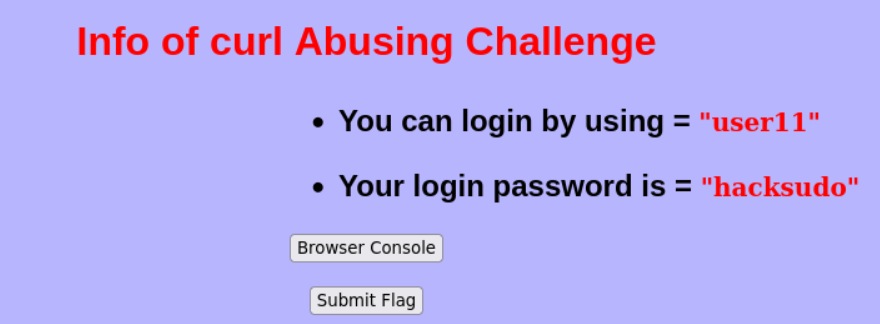 Info of curl Abusing Challenge
• You can login by using = "user11"
• Your login password is = "hacksudo"
Browser Console
Submit Flag